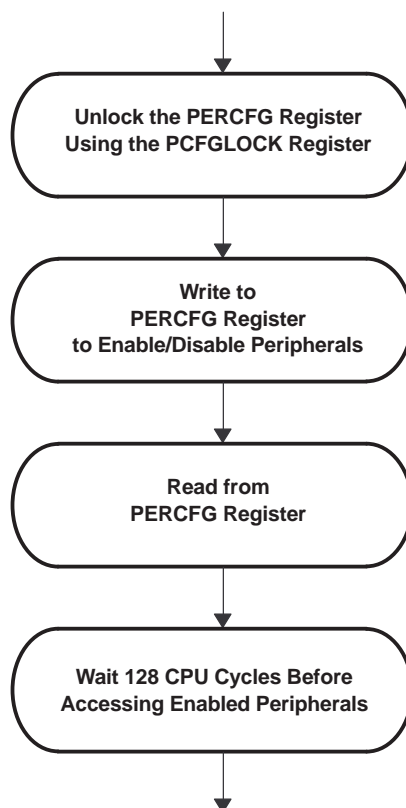 Unlock the PERCFG Register
Using the PCFGLOCK Register
Write to
PERCFG Register
to Enable/Disable Peripherals
Read from
PERCFG Register
Wait 128 CPU Cycles Before
Accessing Enabled Peripherals